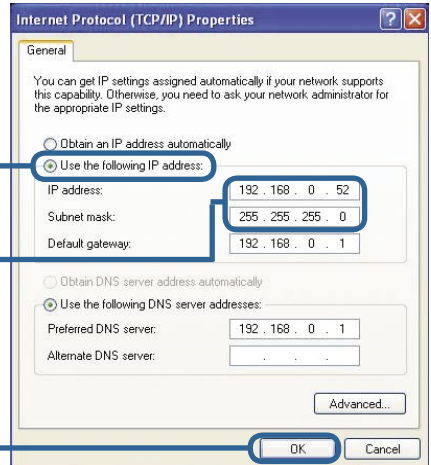 Internet Protocol (TCP/IP) Properties
General
You can get IP settings assigned automatically if your network supports
this capability. Otherwise, you need to ask your network administrator for
the appropriate IP settings.
Obtain an IP address automatically
Use the following IP address:
IP address: 192 . 168 . 0 . 52
Subnet mask: 255 . 255 . 255 . 0
Default gateway: 192 . 168 . 0 . 1
Obtain DNS server address automatically
Use the following DNS server addresses:
Preferred DNS server: 192 . 168 . 0 . 1
Alternate DNS server: . . .
Advanced...
OK Cancel